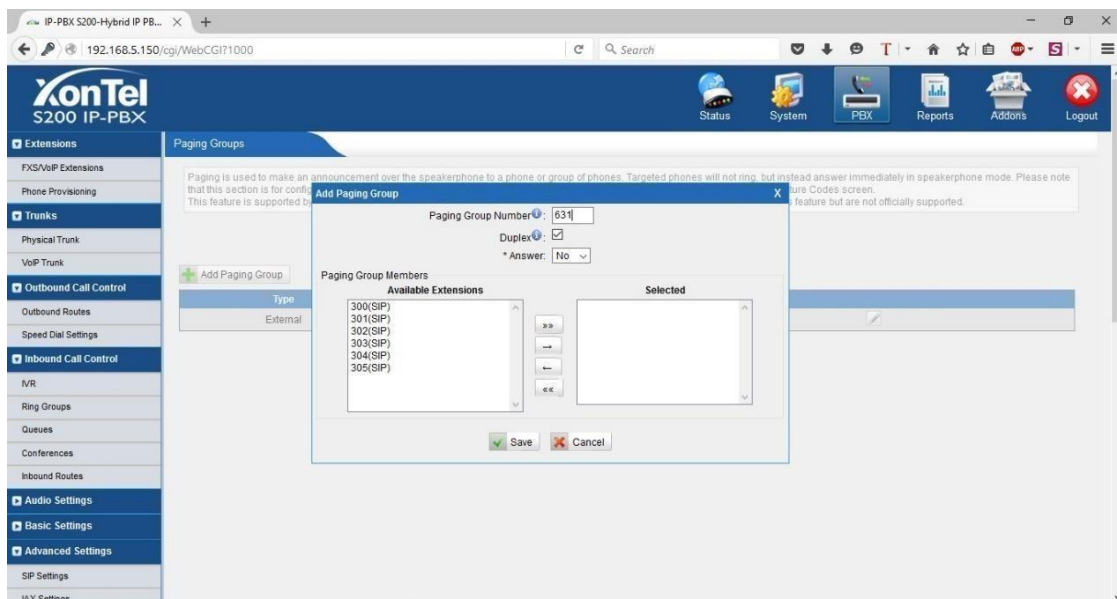 IP-PBX S200-Hybrid IP PB...
192.168.5.150/cgi/WebCGI?1000
Search
XonTel
S200 IP-PBX
Status
System
PBX
Reports
Addons
Logout
Extensions
FXS/VoIP Extensions
Phone Provisioning
Trunks
Physical Trunk
VoIP Trunk
Outbound Call Control
Outbound Routes
Speed Dial Settings
Inbound Call Control
IVR
Ring Groups
Queues
Conferences
Inbound Routes
Audio Settings
Basic Settings
Advanced Settings
SIP Settings
IAX Settings
Paging Groups
Paging is used to make an announcement over the speakerphone to a phone or group of phones. Targeted phones will not ring, but instead answer immediately in speakerphone mode. Please note
that this section is for config
ture Codes screen.
This feature is supported by
feature but are not officially supported.
Add Paging Group
Type
External
Add Paging Group
X
Paging Group Number : 631
Duplex :
* Answer: No
Paging Group Members
Available Extensions
Selected
300(SIP)
301(SIP)
302(SIP)
303(SIP)
304(SIP)
305(SIP)
Save
Cancel